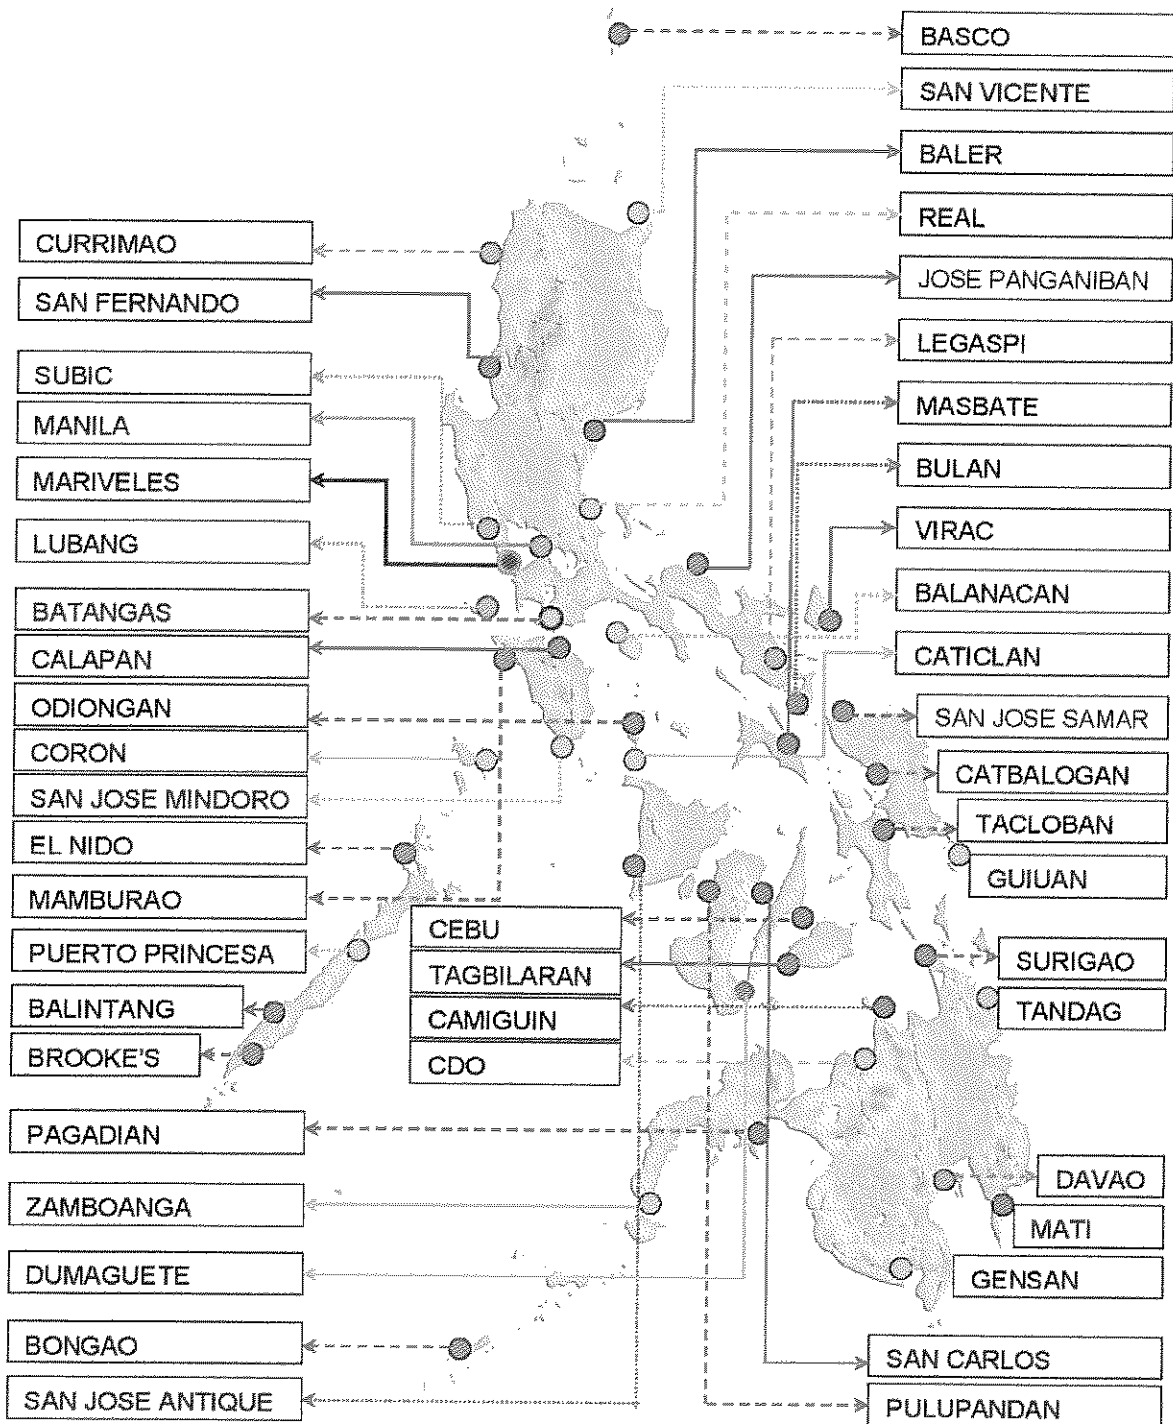 BASCO
SAN VICENTE
BALER
REAL
JOSE PANGANIBAN
LEGASPI
MASBATE
BULAN
VIRAC
BALANACAN
CATICLAN
SAN JOSE SAMAR
CATBALOGAN
TACLOBAN
GUIUAN
SURIGAO
TANDAG
DAVAO
MATI
GENSAN
SAN CARLOS
PULUPANDAN
CURRIMAO
SAN FERNANDO
SUBIC
MANILA
MARIVELES
LUBANG
BATANGAS
CALAPAN
ODIONGAN
CORON
SAN JOSE MINDORO
EL NIDO
MAMBURAO
PUERTO PRINCESA
BALINTANG
BROOKE'S
PAGADIAN
ZAMBOANGA
DUMAGUETE
BONGAO
SAN JOSE ANTIQUE
CEBU
TAGBILARAN
CAMIGUIN
CDO